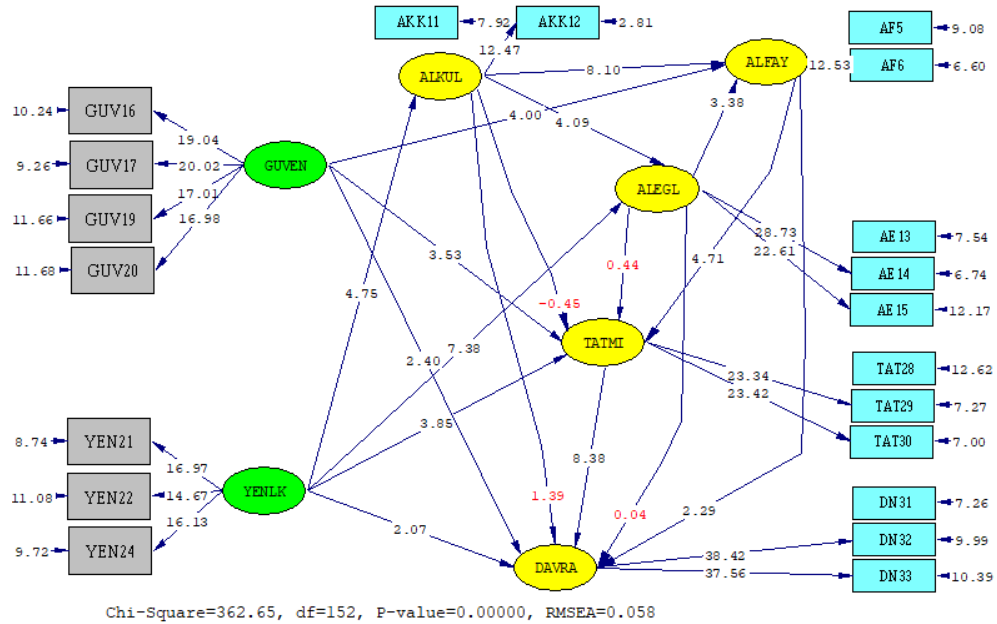 AKK11
7.92
AKK12
2.81
AF5
9.08
12.47
ALKUL
8.10
ALFAY
12.53
AF6
6.60
10.24
GUV16
3.38
19.04
4.00
4.09
9.26
GUV17
20.02
GUVEN
ALEGL
17.01
11.66
GUV19
16.98
28.73
AE13
7.54
3.53
4.71
22.61
11.68
GUV20
0.44
AE14
6.74
4.75
-0.45
AE15
12.17
TATMI
7.38
2.40
TAT28
12.62
23.34
23.42
TAT29
7.27
3.85
8.74
YEN21
TAT30
7.00
16.97
8.38
YENLK
11.08
YEN22
14.67
1.39
DN31
7.26
16.13
0.04
2.29
2.07
DN32
9.99
9.72
YEN24
38.42
DAVRA
37.56
DN33
10.39
Chi-Square=362.65, df=152, P-value=0.00000, RMSEA=0.058